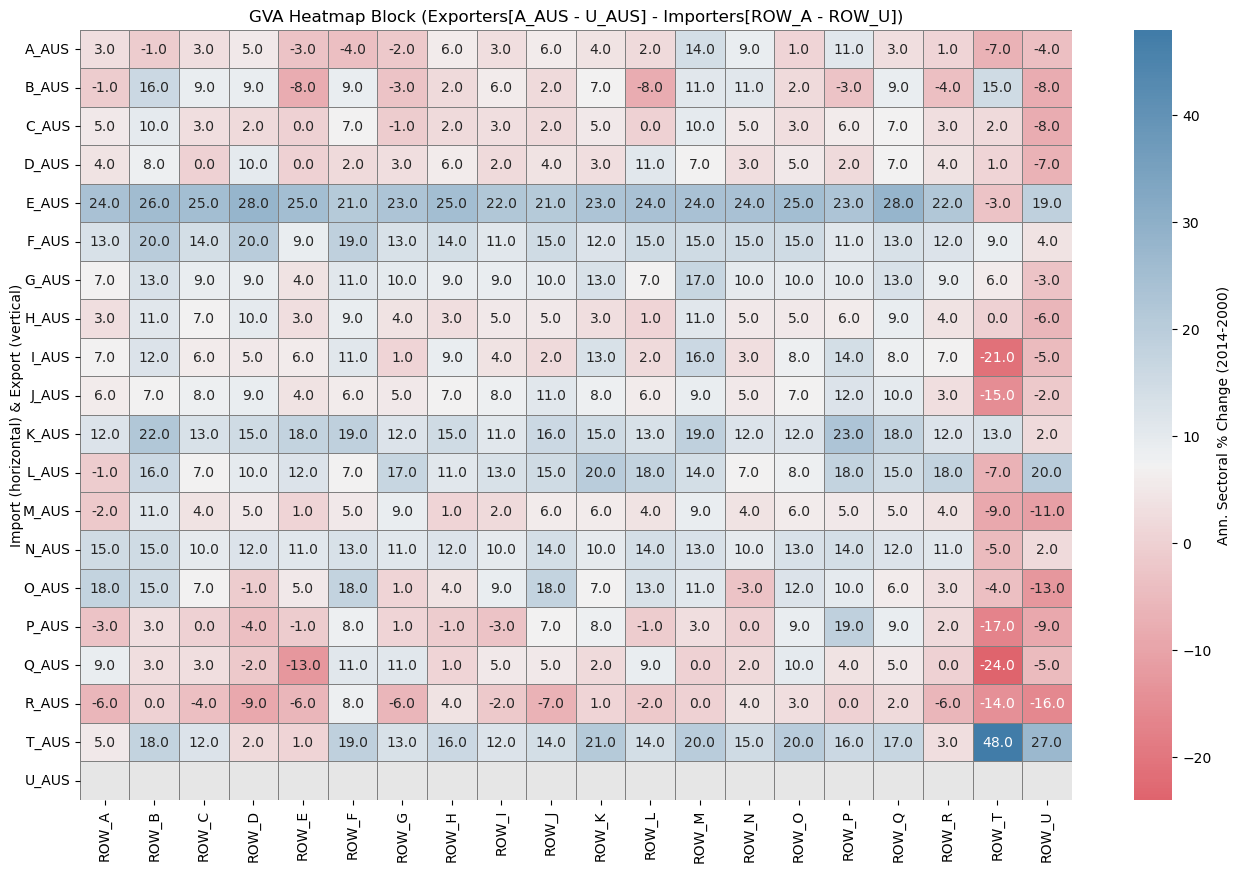 GVA Heatmap Block (Exporters[A_AUS - U_AUS] - Importers[ROW_A - ROW_U])
Import (horizontal) & Export (vertical)
A_AUS 3.0 -1.0 3.0 5.0 -3.0 -4.0 -2.0 6.0 3.0 6.0 4.0 2.0 14.0 9.0 1.0 11.0 3.0 1.0 -7.0 -4.0
B_AUS -1.0 16.0 9.0 9.0 -8.0 9.0 -3.0 2.0 6.0 2.0 7.0 -8.0 11.0 11.0 2.0 -3.0 9.0 -4.0 15.0 -8.0
C_AUS 5.0 10.0 3.0 2.0 0.0 7.0 -1.0 2.0 3.0 2.0 5.0 0.0 10.0 5.0 3.0 6.0 7.0 3.0 2.0 -8.0
D_AUS 4.0 8.0 0.0 10.0 0.0 2.0 3.0 6.0 2.0 4.0 3.0 11.0 7.0 3.0 5.0 2.0 7.0 4.0 1.0 -7.0
E_AUS 24.0 26.0 25.0 28.0 25.0 21.0 23.0 25.0 22.0 21.0 23.0 24.0 24.0 24.0 25.0 23.0 28.0 22.0 -3.0 19.0
F_AUS 13.0 20.0 14.0 20.0 9.0 19.0 13.0 14.0 11.0 15.0 12.0 15.0 15.0 15.0 15.0 11.0 13.0 12.0 9.0 4.0
G_AUS 7.0 13.0 9.0 9.0 4.0 11.0 10.0 9.0 9.0 10.0 13.0 7.0 17.0 10.0 10.0 10.0 13.0 9.0 6.0 -3.0
H_AUS 3.0 11.0 7.0 10.0 3.0 9.0 4.0 3.0 5.0 5.0 3.0 1.0 11.0 5.0 5.0 6.0 9.0 4.0 0.0 -6.0
I_AUS 7.0 12.0 6.0 5.0 6.0 11.0 1.0 9.0 4.0 2.0 13.0 2.0 16.0 3.0 8.0 14.0 8.0 7.0 -21.0 -5.0
J_AUS 6.0 7.0 8.0 9.0 4.0 6.0 5.0 7.0 8.0 11.0 8.0 6.0 9.0 5.0 7.0 12.0 10.0 3.0 -15.0 -2.0
K_AUS 12.0 22.0 13.0 15.0 18.0 19.0 12.0 15.0 11.0 16.0 15.0 13.0 19.0 12.0 12.0 23.0 18.0 12.0 13.0 2.0
L_AUS -1.0 16.0 7.0 10.0 12.0 7.0 17.0 11.0 13.0 15.0 20.0 18.0 14.0 7.0 8.0 18.0 15.0 18.0 -7.0 20.0
M_AUS -2.0 11.0 4.0 5.0 1.0 5.0 9.0 1.0 2.0 6.0 6.0 4.0 9.0 4.0 6.0 5.0 5.0 4.0 -9.0 -11.0
N_AUS 15.0 15.0 10.0 12.0 11.0 13.0 11.0 12.0 10.0 14.0 10.0 14.0 13.0 10.0 13.0 14.0 12.0 11.0 -5.0 2.0
O_AUS 18.0 15.0 7.0 -1.0 5.0 18.0 1.0 4.0 9.0 18.0 7.0 13.0 11.0 -3.0 12.0 10.0 6.0 3.0 -4.0 -13.0
P_AUS -3.0 3.0 0.0 -4.0 -1.0 8.0 1.0 -1.0 -3.0 7.0 8.0 -1.0 3.0 0.0 9.0 19.0 9.0 2.0 -17.0 -9.0
Q_AUS 9.0 3.0 3.0 -2.0 -13.0 11.0 11.0 1.0 5.0 5.0 2.0 9.0 0.0 2.0 10.0 4.0 5.0 0.0 -24.0 -5.0
R_AUS -6.0 0.0 -4.0 -9.0 -6.0 8.0 -6.0 4.0 -2.0 -7.0 1.0 -2.0 0.0 4.0 3.0 0.0 2.0 -6.0 -14.0 -16.0
T_AUS 5.0 18.0 12.0 2.0 1.0 19.0 13.0 16.0 12.0 14.0 21.0 14.0 20.0 15.0 20.0 16.0 17.0 3.0 48.0 27.0
U_AUS
ROW_A ROW_B ROW_C ROW_D ROW_E ROW_F ROW_G ROW_H ROW_I ROW_J ROW_K ROW_L ROW_M ROW_N ROW_O ROW_P ROW_Q ROW_R ROW_T ROW_U
40
30
20
10
0
−10
−20
Ann. Sectoral % Change (2014-2000)